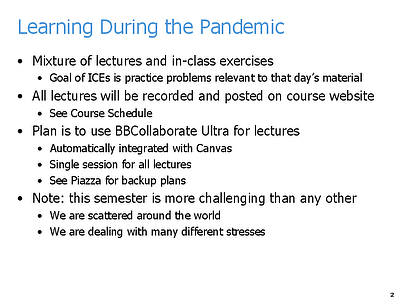 Learning During the Pandemic
• Mixture of lectures and in-class exercises
• Goal of ICEs is practice problems relevant to that day's material
• All lectures will be recorded and posted on course website
• See Course Schedule
• Plan is to use BBCollaborate Ultra for lectures
• Automatically integrated with Canvas
• Single session for all lectures
• See Piazza for backup plans
• Note: this semester is more challenging than any other
• We are scattered around the world
• We are dealing with many different stresses
2